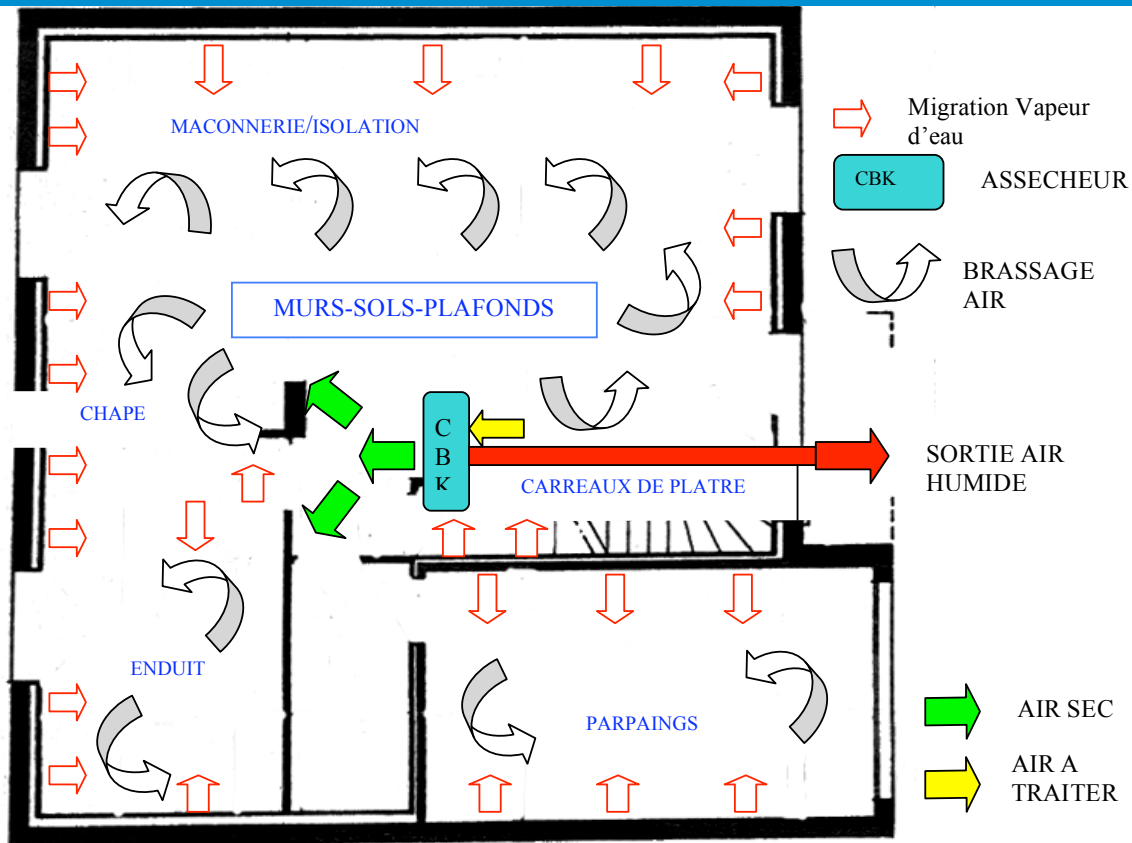 MACONNERIE/ISOLATION
MURS-SOLS-PLAFONDS
CHAPE
C
B
K
CARREAUX DE PLATRE
ENDUIT
PARPAINGS
Migration Vapeur
d’eau
CBK
ASSECHEUR
BRASSAGE
AIR
SORTIE AIR
HUMIDE
AIR SEC
AIR A
TRAITER